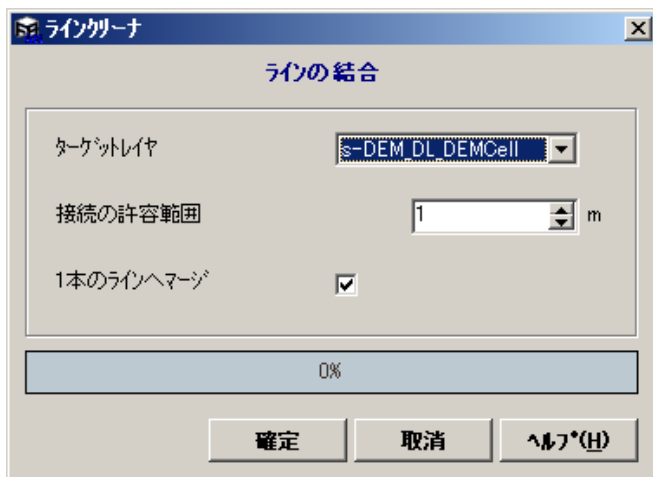 ラインクリーナ
ラインの結合
ターゲットレイヤ
s-DEM_DL_DEMCell
接続の許容範囲
1
m
1本のラインへマージ
0%
確定
取消
ヘルプ(H)